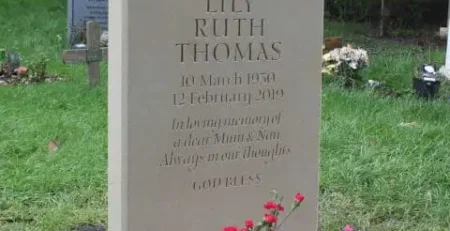 LILY
RUTH
THOMAS
10 March 1930
12 February 2019
In loving memory of
a dear Mum & Nan
Always in our thoughts
GOD BLESS